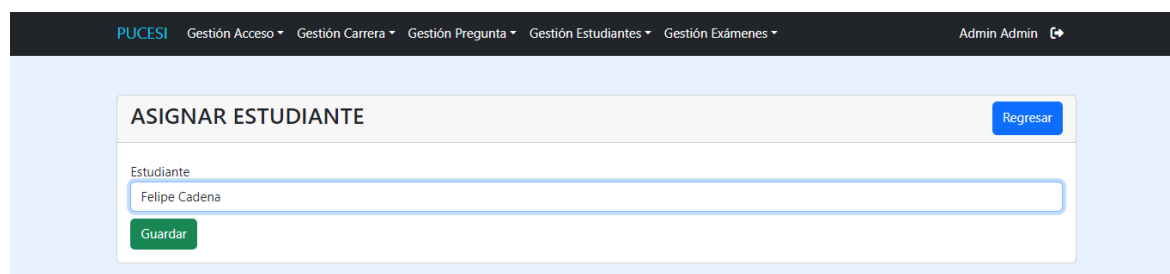 PUCESI Gestión Acceso Gestión Carrera Gestión Pregunta Gestión Estudiantes Gestión Exámenes Admin Admin
ASIGNAR ESTUDIANTE Regresar
Estudiante
Felipe Cadena
Guardar